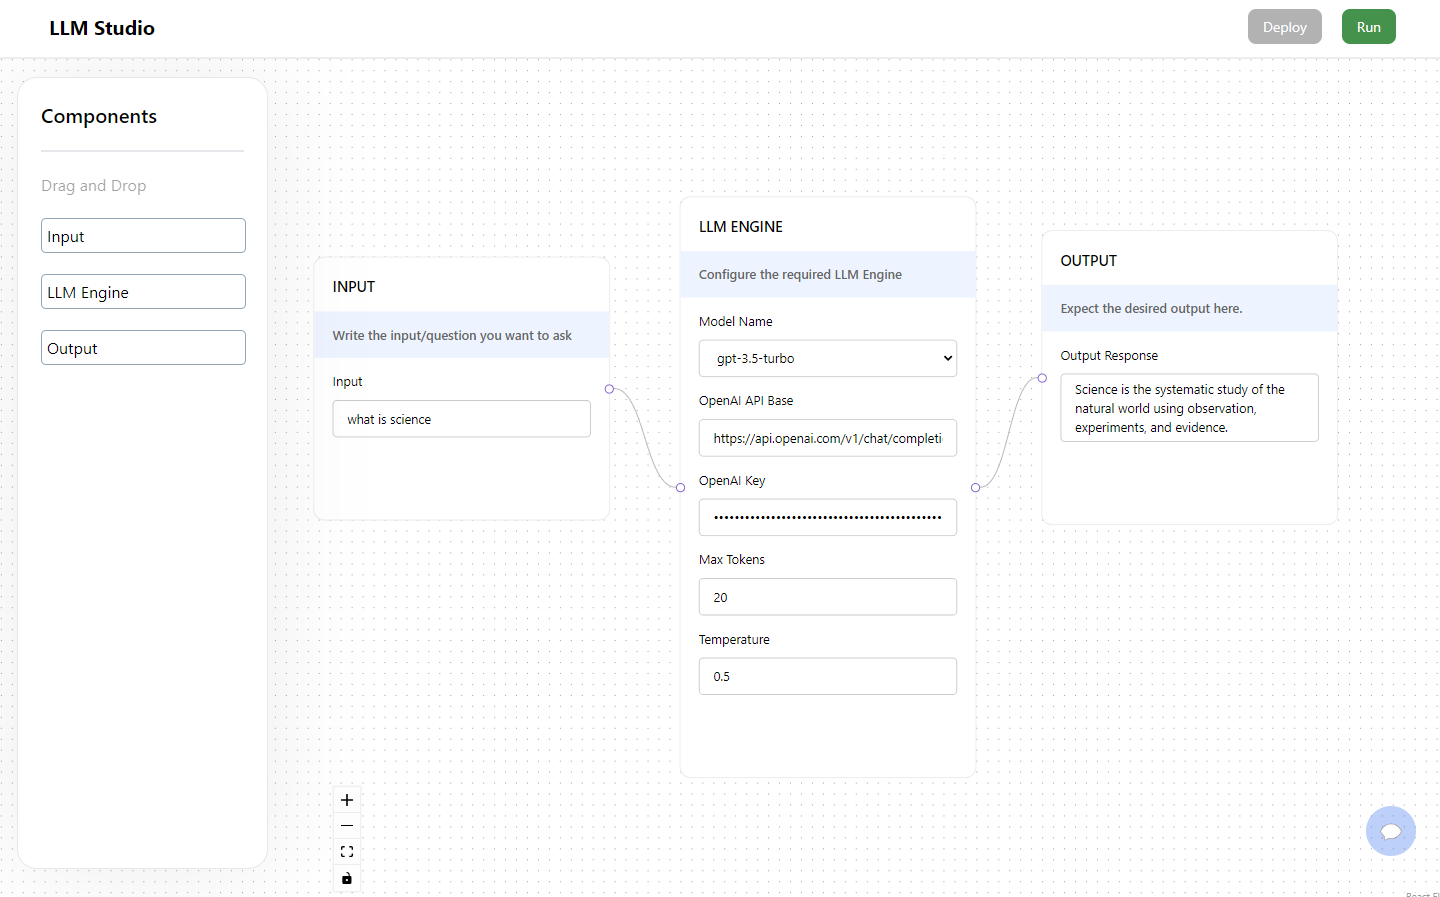 LLM Studio
Deploy
Run
Components
Drag and Drop
Input
LLM Engine
Output
INPUT
Write the input/question you want to ask
Input
what is science
LLM ENGINE
Configure the required LLM Engine
Model Name
gpt-3.5-turbo
OpenAI API Base
https://api.openai.com/v1/chat/completi
OpenAI Key
••••••••••••••••••••••••••••••••••••••••••••
Max Tokens
20
Temperature
0.5
OUTPUT
Expect the desired output here.
Output Response
Science is the systematic study of the
natural world using observation,
experiments, and evidence.